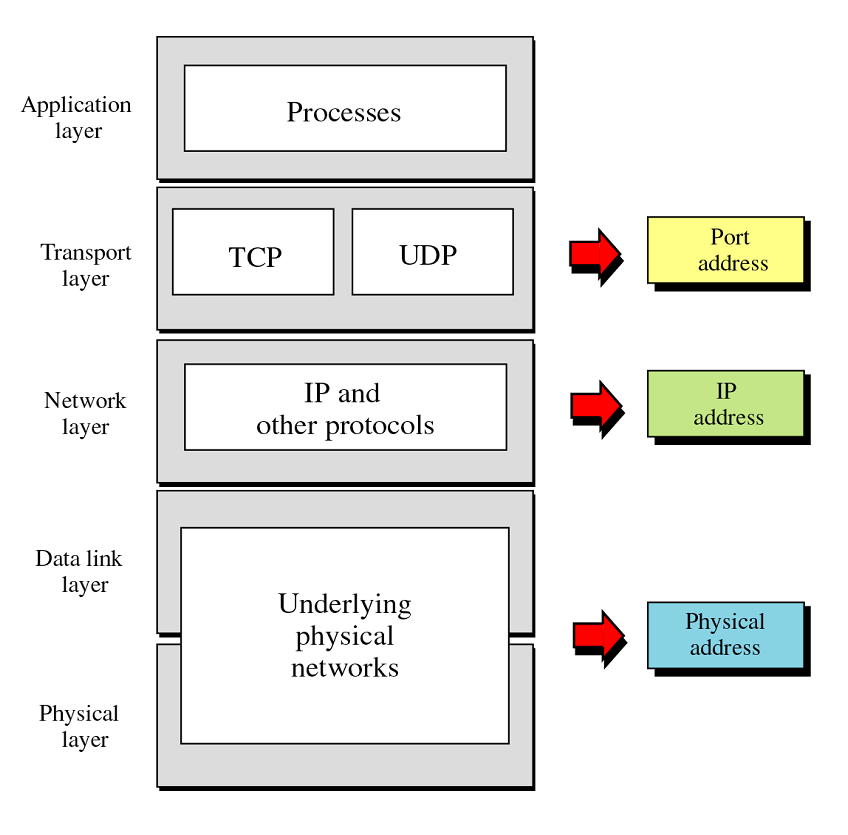 Application
layer
Processes
Transport
layer
TCP
UDP
Port
address
Network
layer
IP and
other protocols
IP
address
Data link
layer
Underlying
physical
networks
Physical
address
Physical
layer